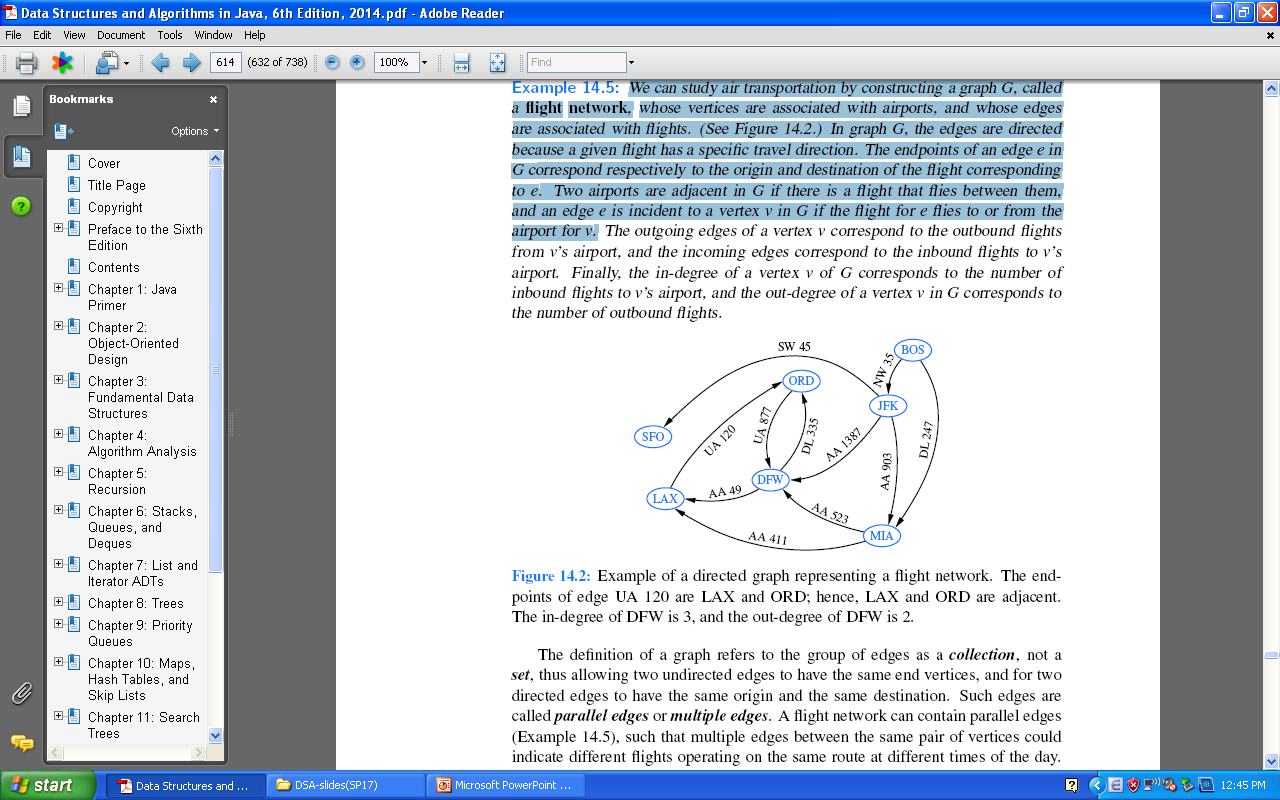 Data Structures and Algorithms in Java, 6th Edition, 2014.pdf - Adobe Reader
File Edit View Document Tools Window Help
614 (632 of 738) 100% Find
Bookmarks
Options
Cover
Title Page
Copyright
Preface to the Sixth
Edition
Contents
Chapter 1: Java
Primer
Chapter 2:
Object-Oriented
Design
Chapter 3:
Fundamental Data
Structures
Chapter 4:
Algorithm Analysis
Chapter 5:
Recursion
Chapter 6: Stacks,
Queues, and
Deques
Chapter 7: List and
Iterator ADTs
Chapter 8: Trees
Chapter 9: Priority
Queues
Chapter 10: Maps,
Hash Tables, and
Skip Lists
Chapter 11: Search
Trees
Example 14.5: We can study air transportation by constructing a graph G, called
a flight network, whose vertices are associated with airports, and whose edges
are associated with flights. (See Figure 14.2.) In graph G, the edges are directed
because a given flight has a specific travel direction. The endpoints of an edge e in
G correspond respectively to the origin and destination of the flight corresponding
to e. Two airports are adjacent in G if there is a flight that flies between them,
and an edge e is incident to a vertex v in G if the flight for e flies to or from the
airport for v. The outgoing edges of a vertex v correspond to the outbound flights
from v's airport, and the incoming edges correspond to the inbound flights to v's
airport. Finally, the in-degree of a vertex v of G corresponds to the number of
inbound flights to v's airport, and the out-degree of a vertex v in G corresponds to
the number of outbound flights.
SW 45
BOS
NW 35
ORD
JFK
SFO
UA 120
UA 877
DL 335
AA 1387
DL 247
AA 903
DFW
LAX
AA 49
AA 523
MIA
AA 411
Figure 14.2: Example of a directed graph representing a flight network. The end-
points of edge UA 120 are LAX and ORD; hence, LAX and ORD are adjacent.
The in-degree of DFW is 3, and the out-degree of DFW is 2.
The definition of a graph refers to the group of edges as a collection, not a
set, thus allowing two undirected edges to have the same end vertices, and for two
directed edges to have the same origin and the same destination. Such edges are
called parallel edges or multiple edges. A flight network can contain parallel edges
(Example 14.5), such that multiple edges between the same pair of vertices could
indicate different flights operating on the same route at different times of the day.
start
Data Structures and ...
DSA-slides(SP17)
Microsoft PowerPoint ...
12:45 PM